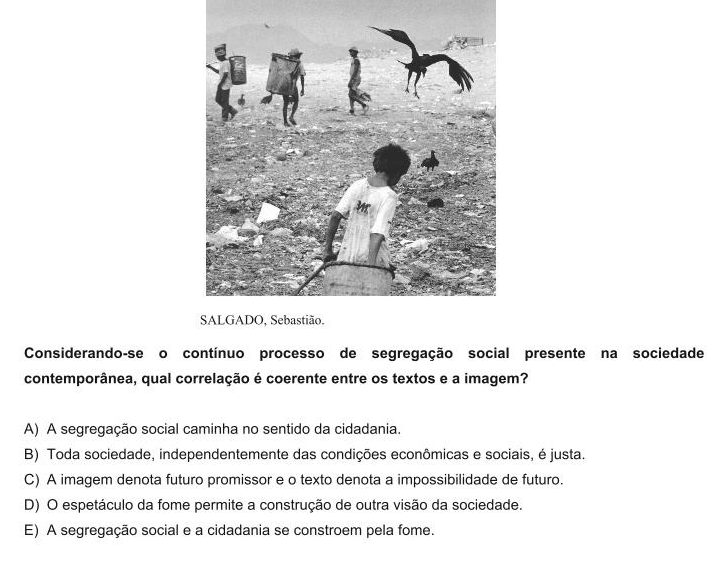 SALGADO, Sebastião.
Considerando-se o contínuo processo de segregação social presente na sociedade
contemporânea, qual correlação é coerente entre os textos e a imagem?
A) A segregação social caminha no sentido da cidadania.
B) Toda sociedade, independentemente das condições econômicas e sociais, é justa.
C) A imagem denota futuro promissor e o texto denota a impossibilidade de futuro.
D) O espetáculo da fome permite a construção de outra visão da sociedade.
E) A segregação social e a cidadania se constroem pela fome.